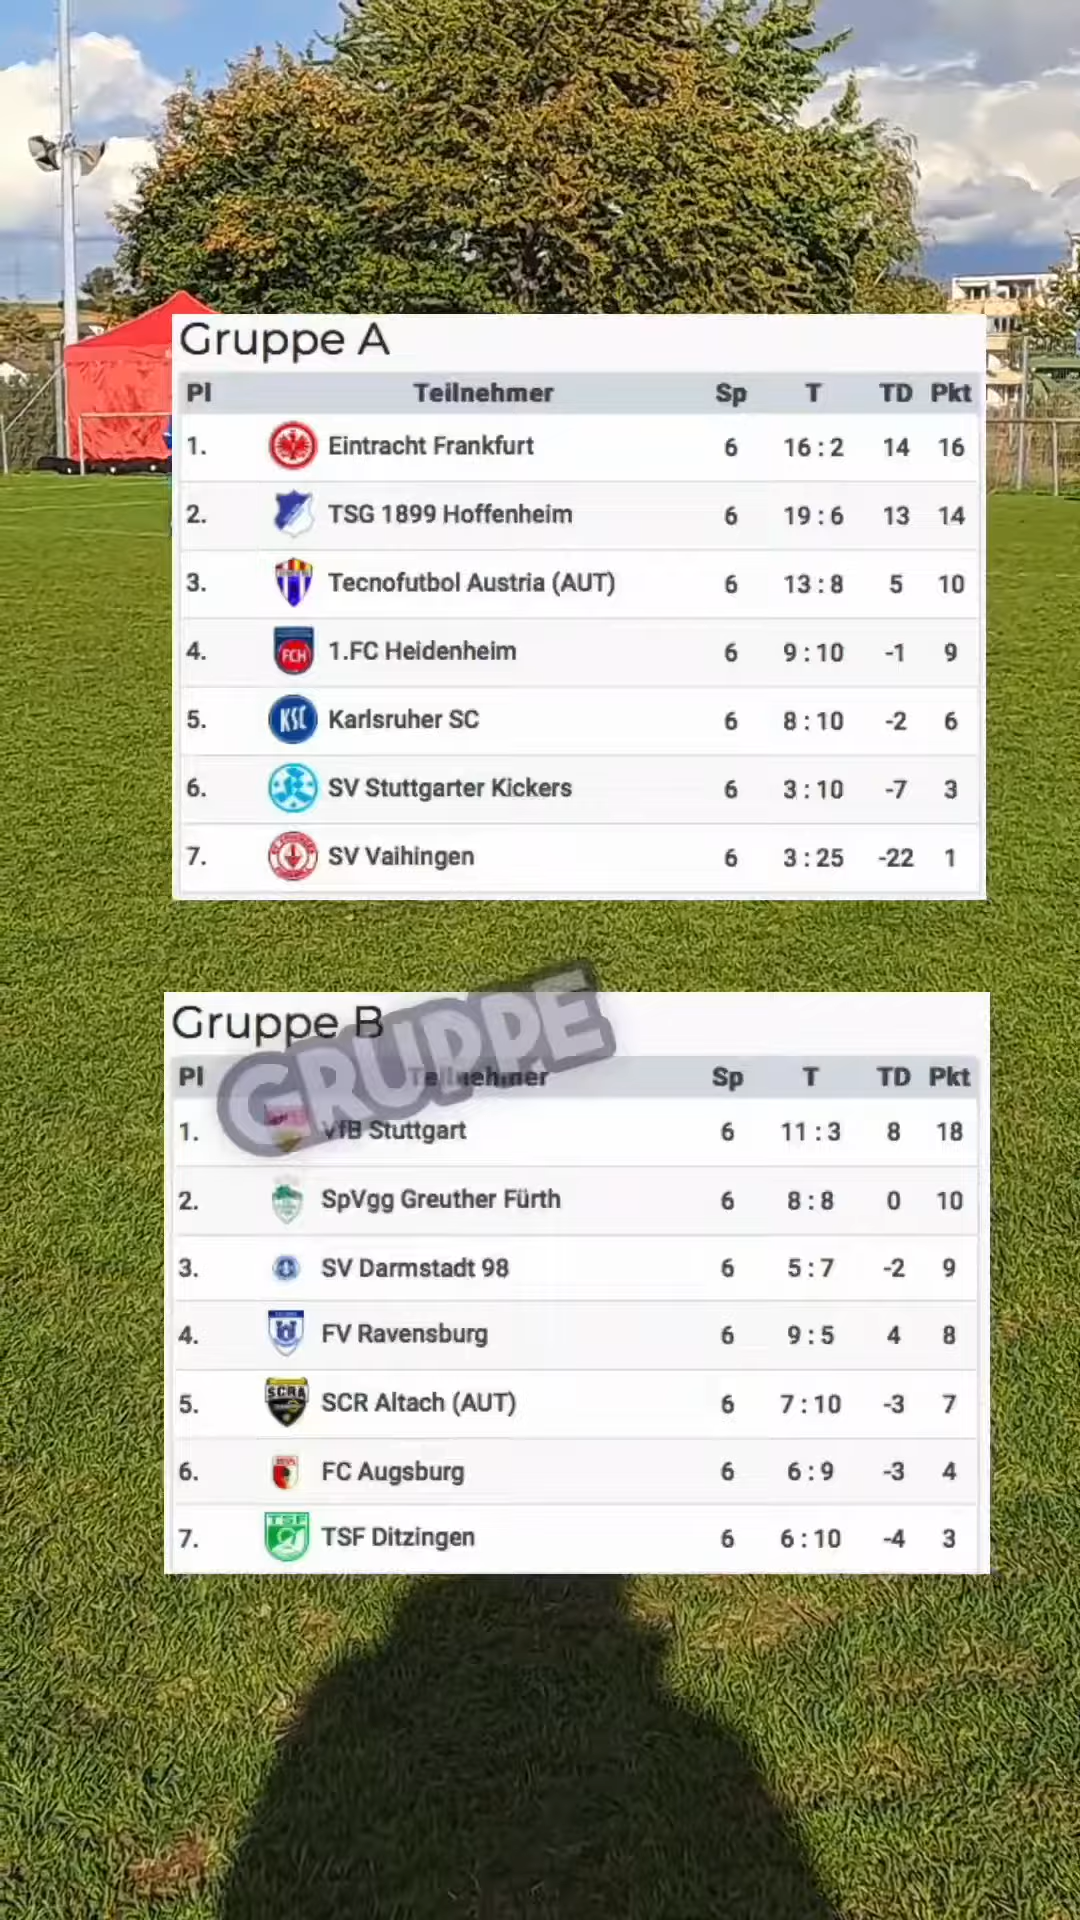 Gruppe A
Pl Teilnehmer Sp T TD Pkt
1. Eintracht Frankfurt 6 16 : 2 14 16
2. TSG 1899 Hoffenheim 6 19 : 6 13 14
3. Tecnofutbol Austria (AUT) 6 13 : 8 5 10
4. FCH 1.FC Heidenheim 6 9 : 10 -1 9
5. KSC Karlsruher SC 6 8 : 10 -2 6
6. SV Stuttgarter Kickers 6 3 : 10 -7 3
7. SV Vaihingen 6 3 : 25 -22 1
Gruppe B
GRUPPE
Pl Teilnehmer Sp T TD Pkt
1. VfB Stuttgart 6 11 : 3 8 18
2. SpVgg Greuther Fürth 6 8 : 8 0 10
3. SV Darmstadt 98 6 5 : 7 -2 9
4. FV Ravensburg 6 9 : 5 4 8
5. SCRA SCR Altach (AUT) 6 7 : 10 -3 7
6. FC Augsburg 6 6 : 9 -3 4
7. TSF TSF Ditzingen 6 6 : 10 -4 3